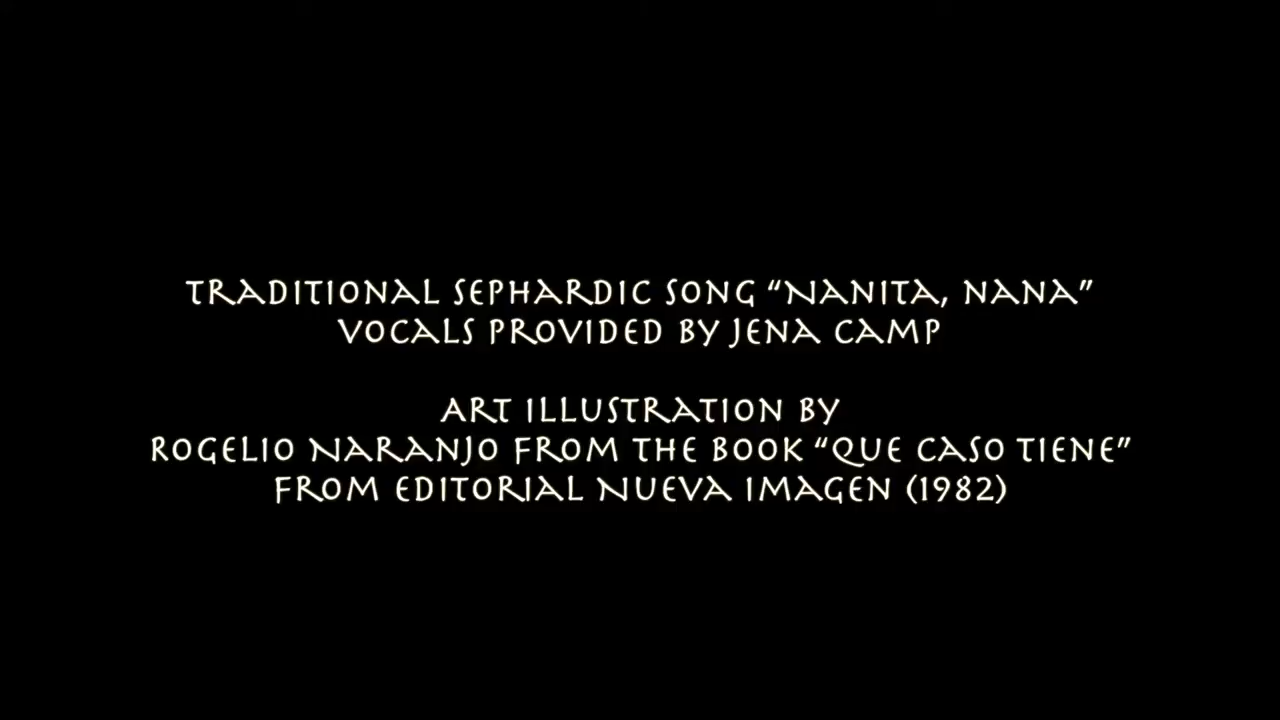 TRADITIONAL SEPHARDIC SONG “NANITA, NANA”
VOCALS PROVIDED BY JENA CAMP
ART ILLUSTRATION BY
ROGELIO NARANJO FROM THE BOOK “QUE CASO TIENE”
FROM EDITORIAL NUEVA IMAGEN (1982)